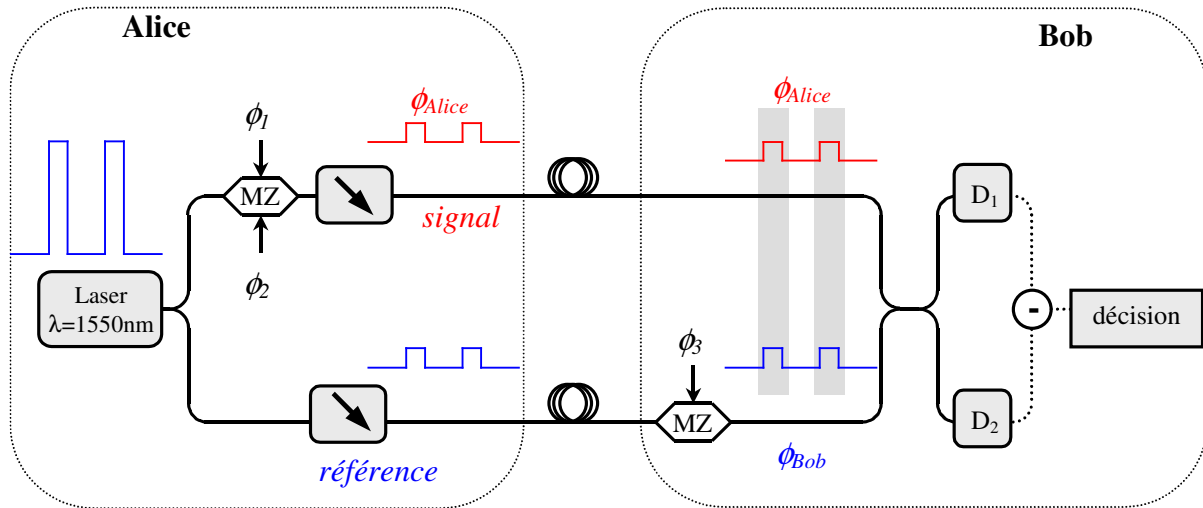 Alice
Bob
ϕ1
MZ
ϕ2
ϕAlice
signal
ϕAlice
D1
Laser
λ=1550nm
-
décision
ϕ3
MZ
D2
référence
ϕBob